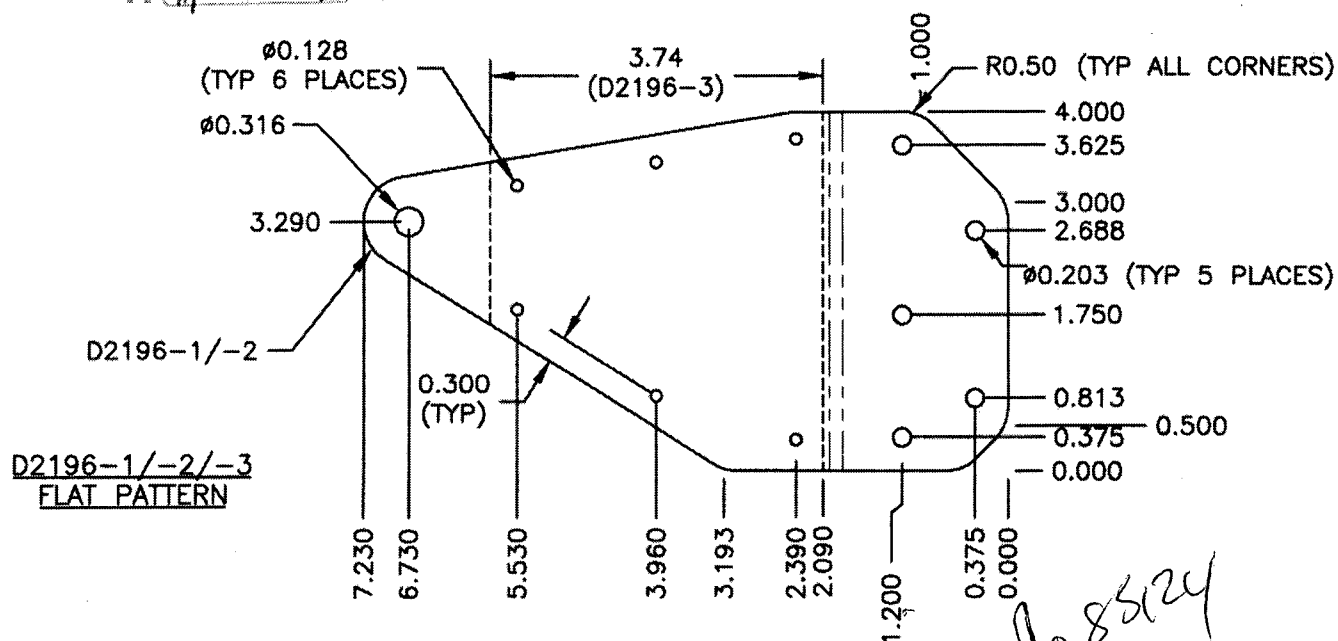 1.000
ø0.128
(TYP 6 PLACES)
3.74
(D2196-3)
R0.50 (TYP ALL CORNERS)
4.000
ø0.316
3.625
3.000
3.290
2.688
ø0.203 (TYP 5 PLACES)
1.750
D2196-1/-2
0.300
(TYP)
0.813
0.500
0.375
0.000
D2196-1/-2/-3
FLAT PATTERN
7.230
6.730
5.530
3.960
3.193
2.390
2.090
1.200
0.375
0.000